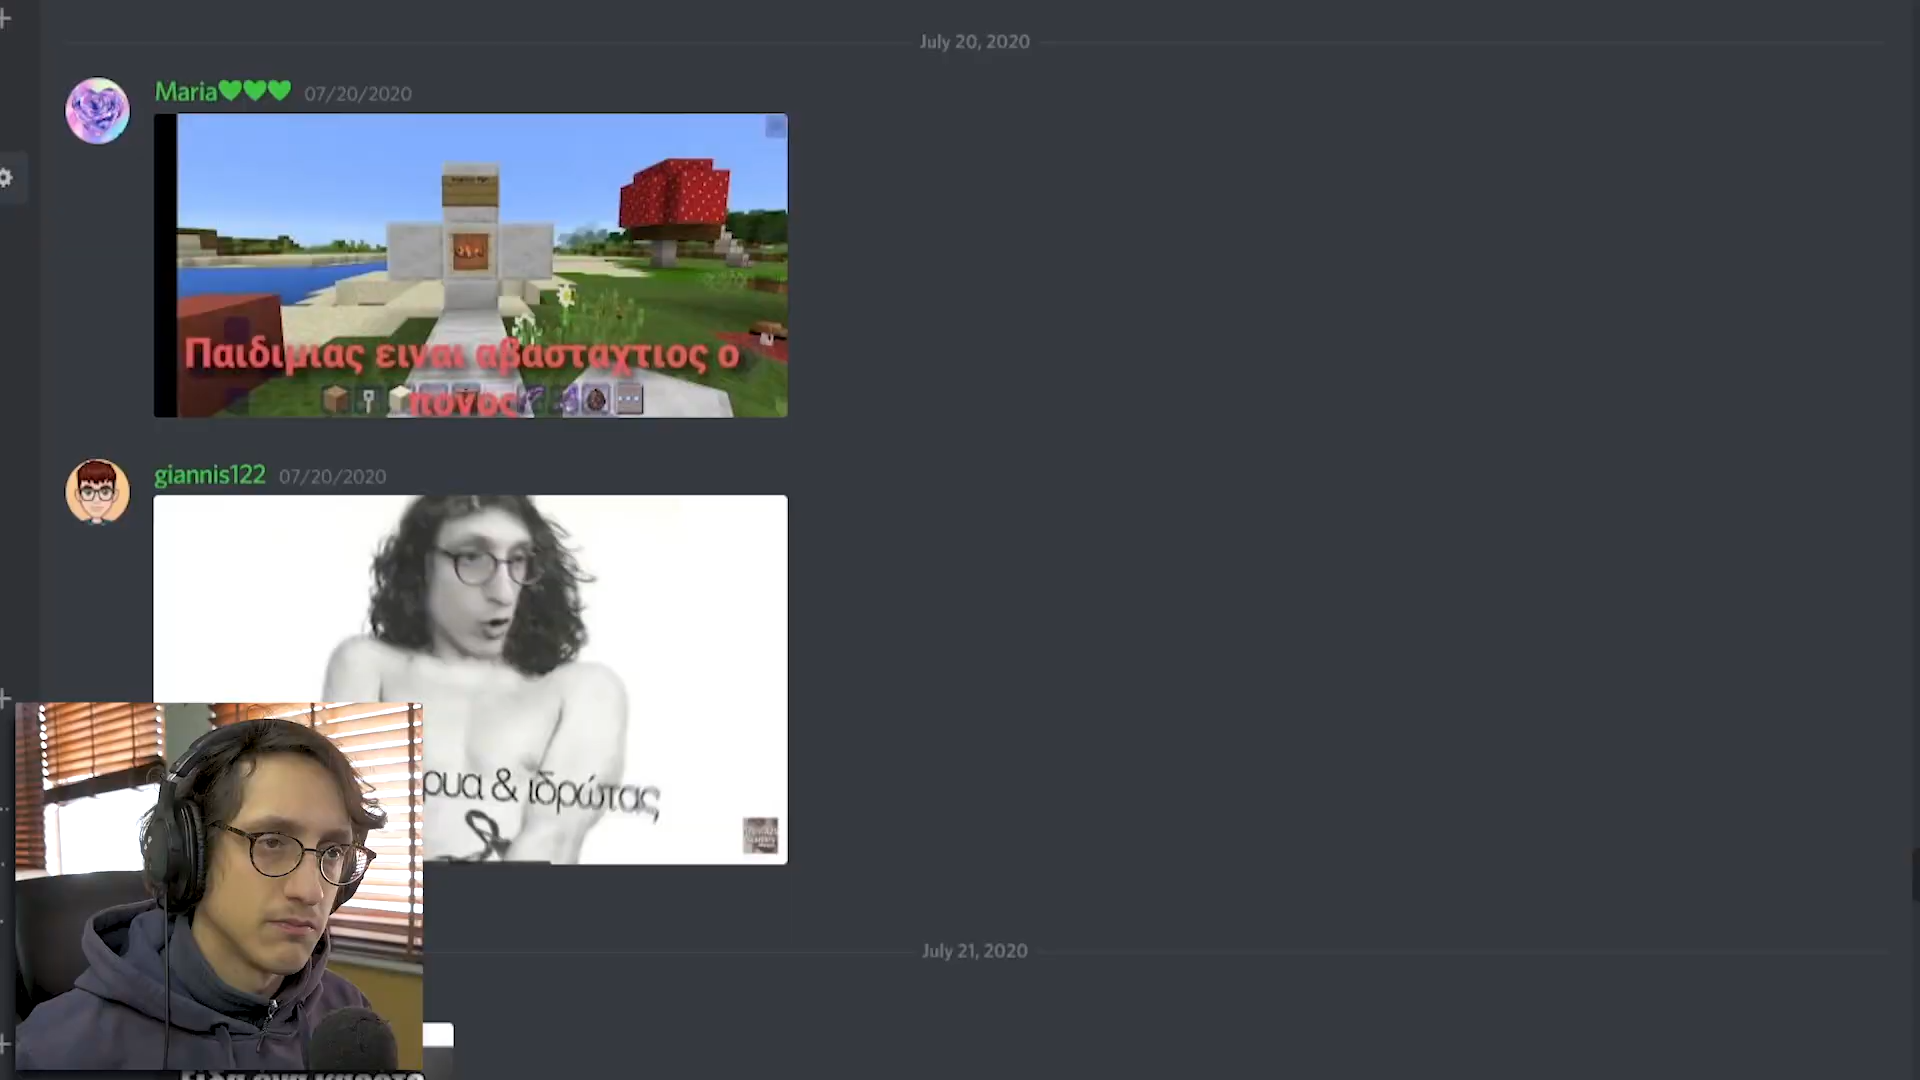 July 20, 2020
Maria💚💚💚 07/20/2020
Παιδιμιας ειναι αβασταχτιος ο
πονος
giannis122 07/20/2020
ρυα & ιδρώτας
July 21, 2020